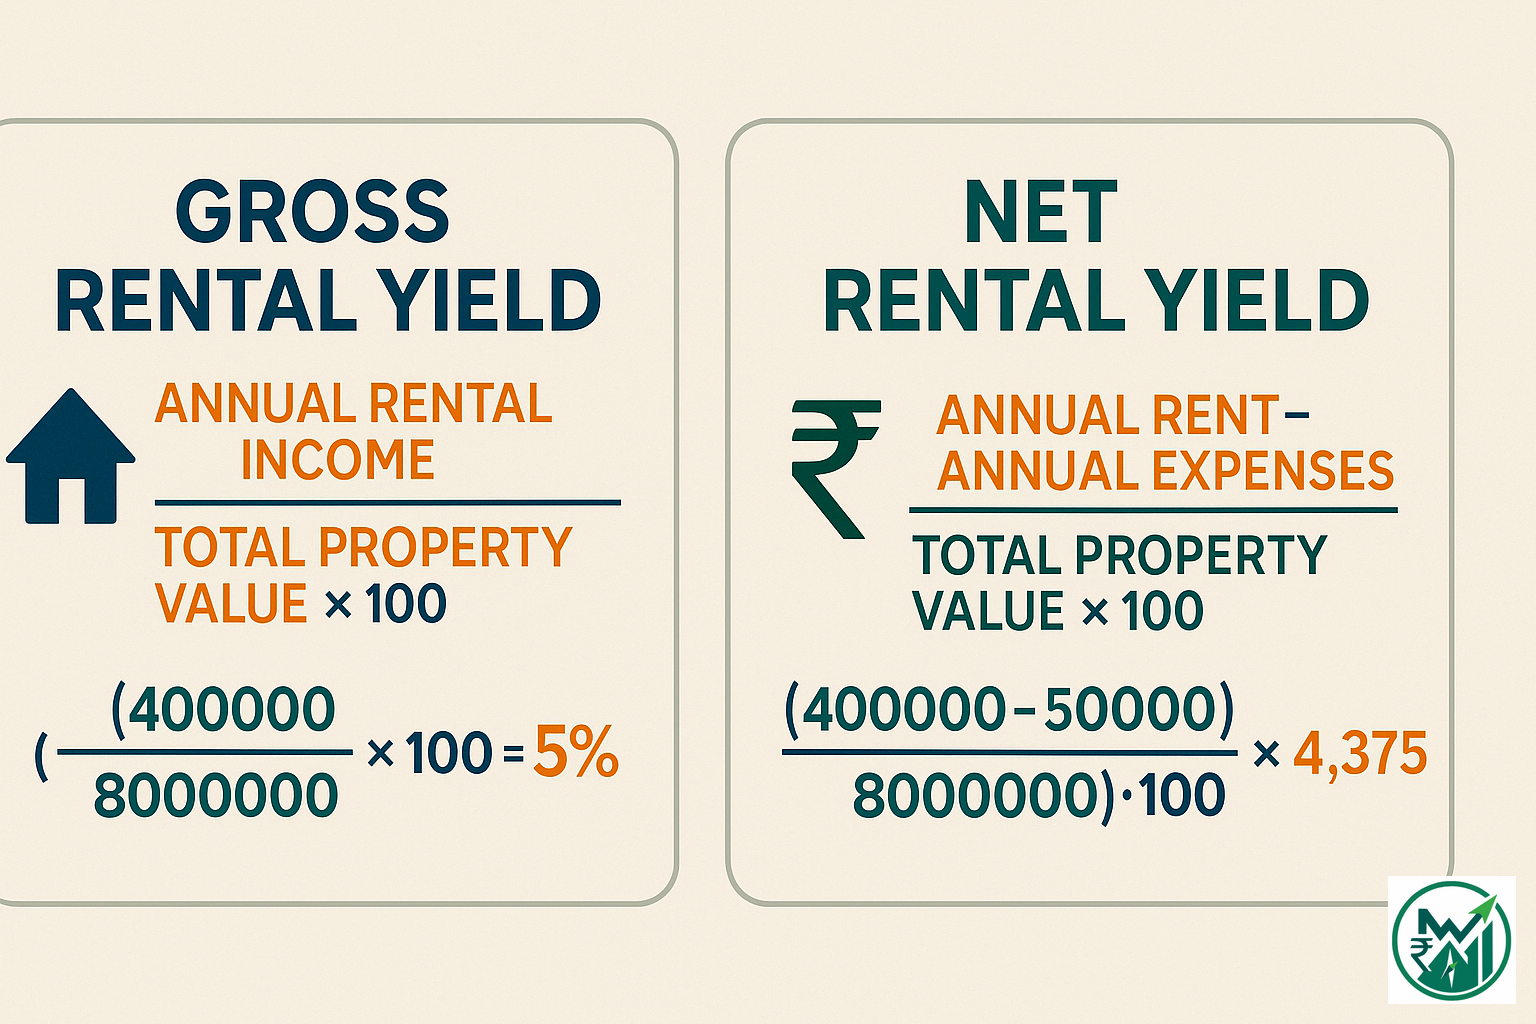 GROSS
RENTAL YIELD
ANNUAL RENTAL
INCOME
TOTAL PROPERTY
VALUE × 100
(400000
( × 100 = 5%
8000000
NET
RENTAL YIELD
₹
ANNUAL RENT–
ANNUAL EXPENSES
TOTAL PROPERTY
VALUE × 100
(400000-50000)
× 4,375
8000000)·100